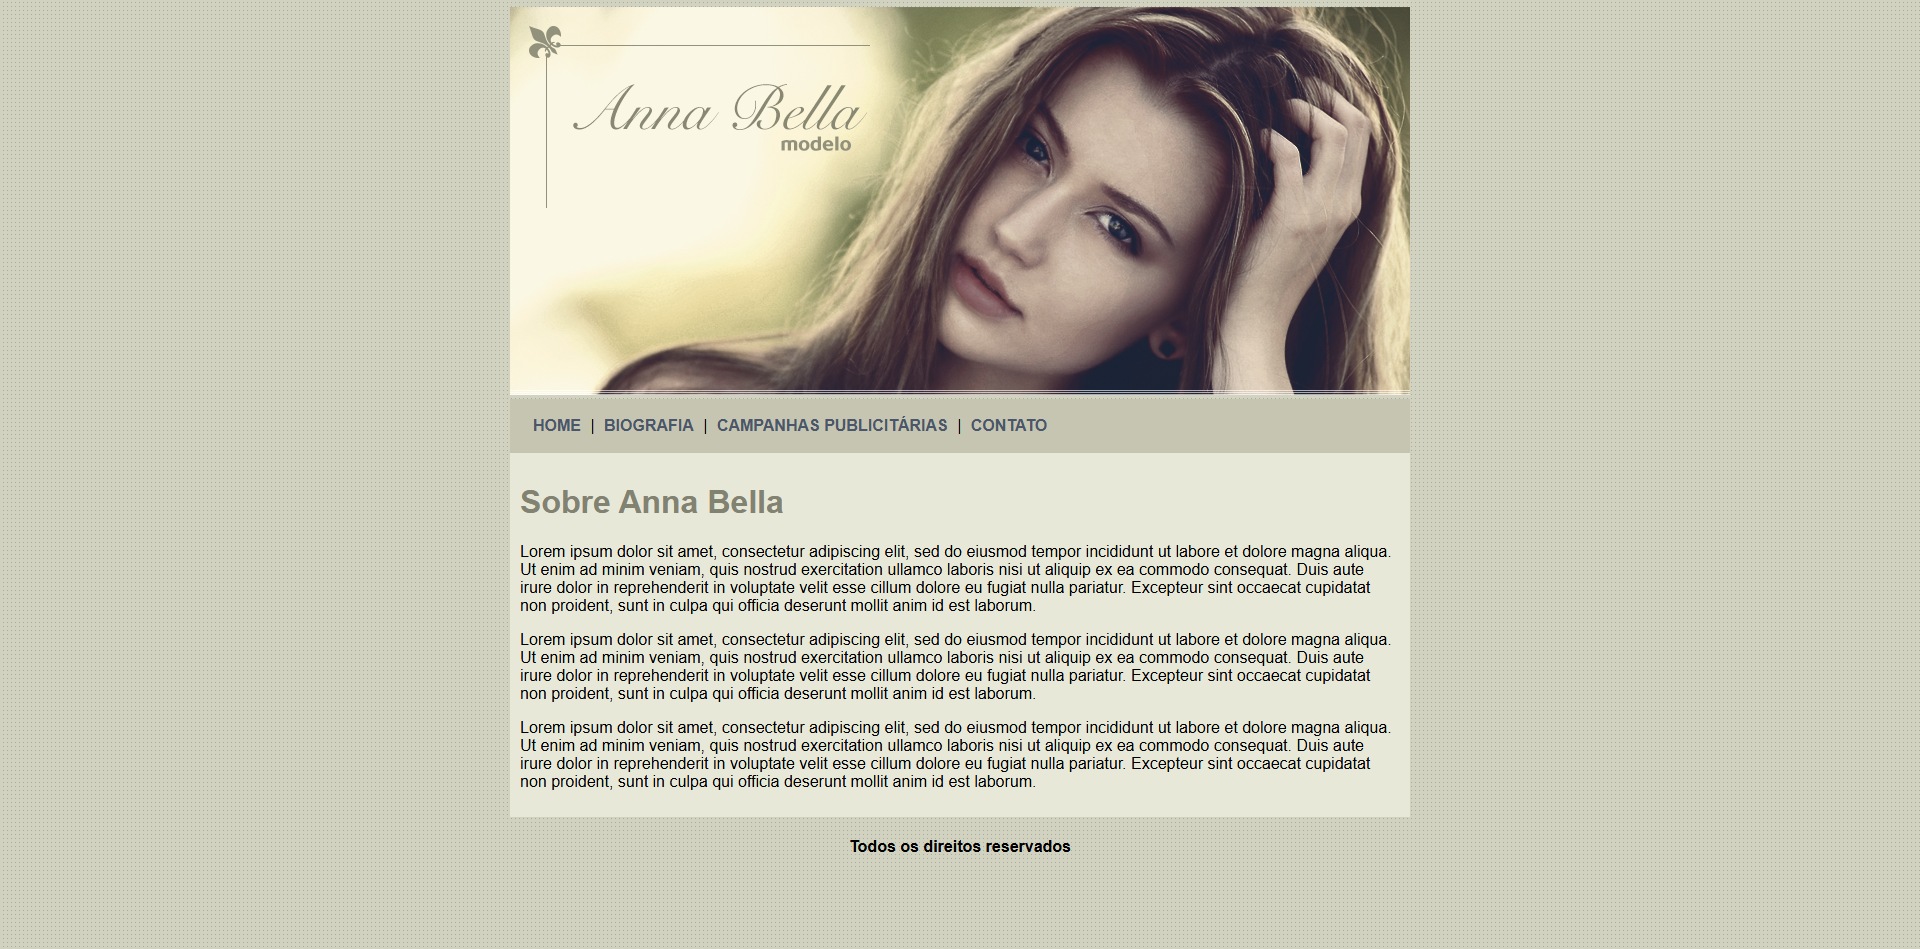 Anna Bella
modelo
HOME | BIOGRAFIA | CAMPANHAS PUBLICITÁRIAS | CONTATO
Sobre Anna Bella
Lorem ipsum dolor sit amet, consectetur adipiscing elit, sed do eiusmod tempor incididunt ut labore et dolore magna aliqua.
Ut enim ad minim veniam, quis nostrud exercitation ullamco laboris nisi ut aliquip ex ea commodo consequat. Duis aute
irure dolor in reprehenderit in voluptate velit esse cillum dolore eu fugiat nulla pariatur. Excepteur sint occaecat cupidatat
non proident, sunt in culpa qui officia deserunt mollit anim id est laborum.
Lorem ipsum dolor sit amet, consectetur adipiscing elit, sed do eiusmod tempor incididunt ut labore et dolore magna aliqua.
Ut enim ad minim veniam, quis nostrud exercitation ullamco laboris nisi ut aliquip ex ea commodo consequat. Duis aute
irure dolor in reprehenderit in voluptate velit esse cillum dolore eu fugiat nulla pariatur. Excepteur sint occaecat cupidatat
non proident, sunt in culpa qui officia deserunt mollit anim id est laborum.
Lorem ipsum dolor sit amet, consectetur adipiscing elit, sed do eiusmod tempor incididunt ut labore et dolore magna aliqua.
Ut enim ad minim veniam, quis nostrud exercitation ullamco laboris nisi ut aliquip ex ea commodo consequat. Duis aute
irure dolor in reprehenderit in voluptate velit esse cillum dolore eu fugiat nulla pariatur. Excepteur sint occaecat cupidatat
non proident, sunt in culpa qui officia deserunt mollit anim id est laborum.
Todos os direitos reservados